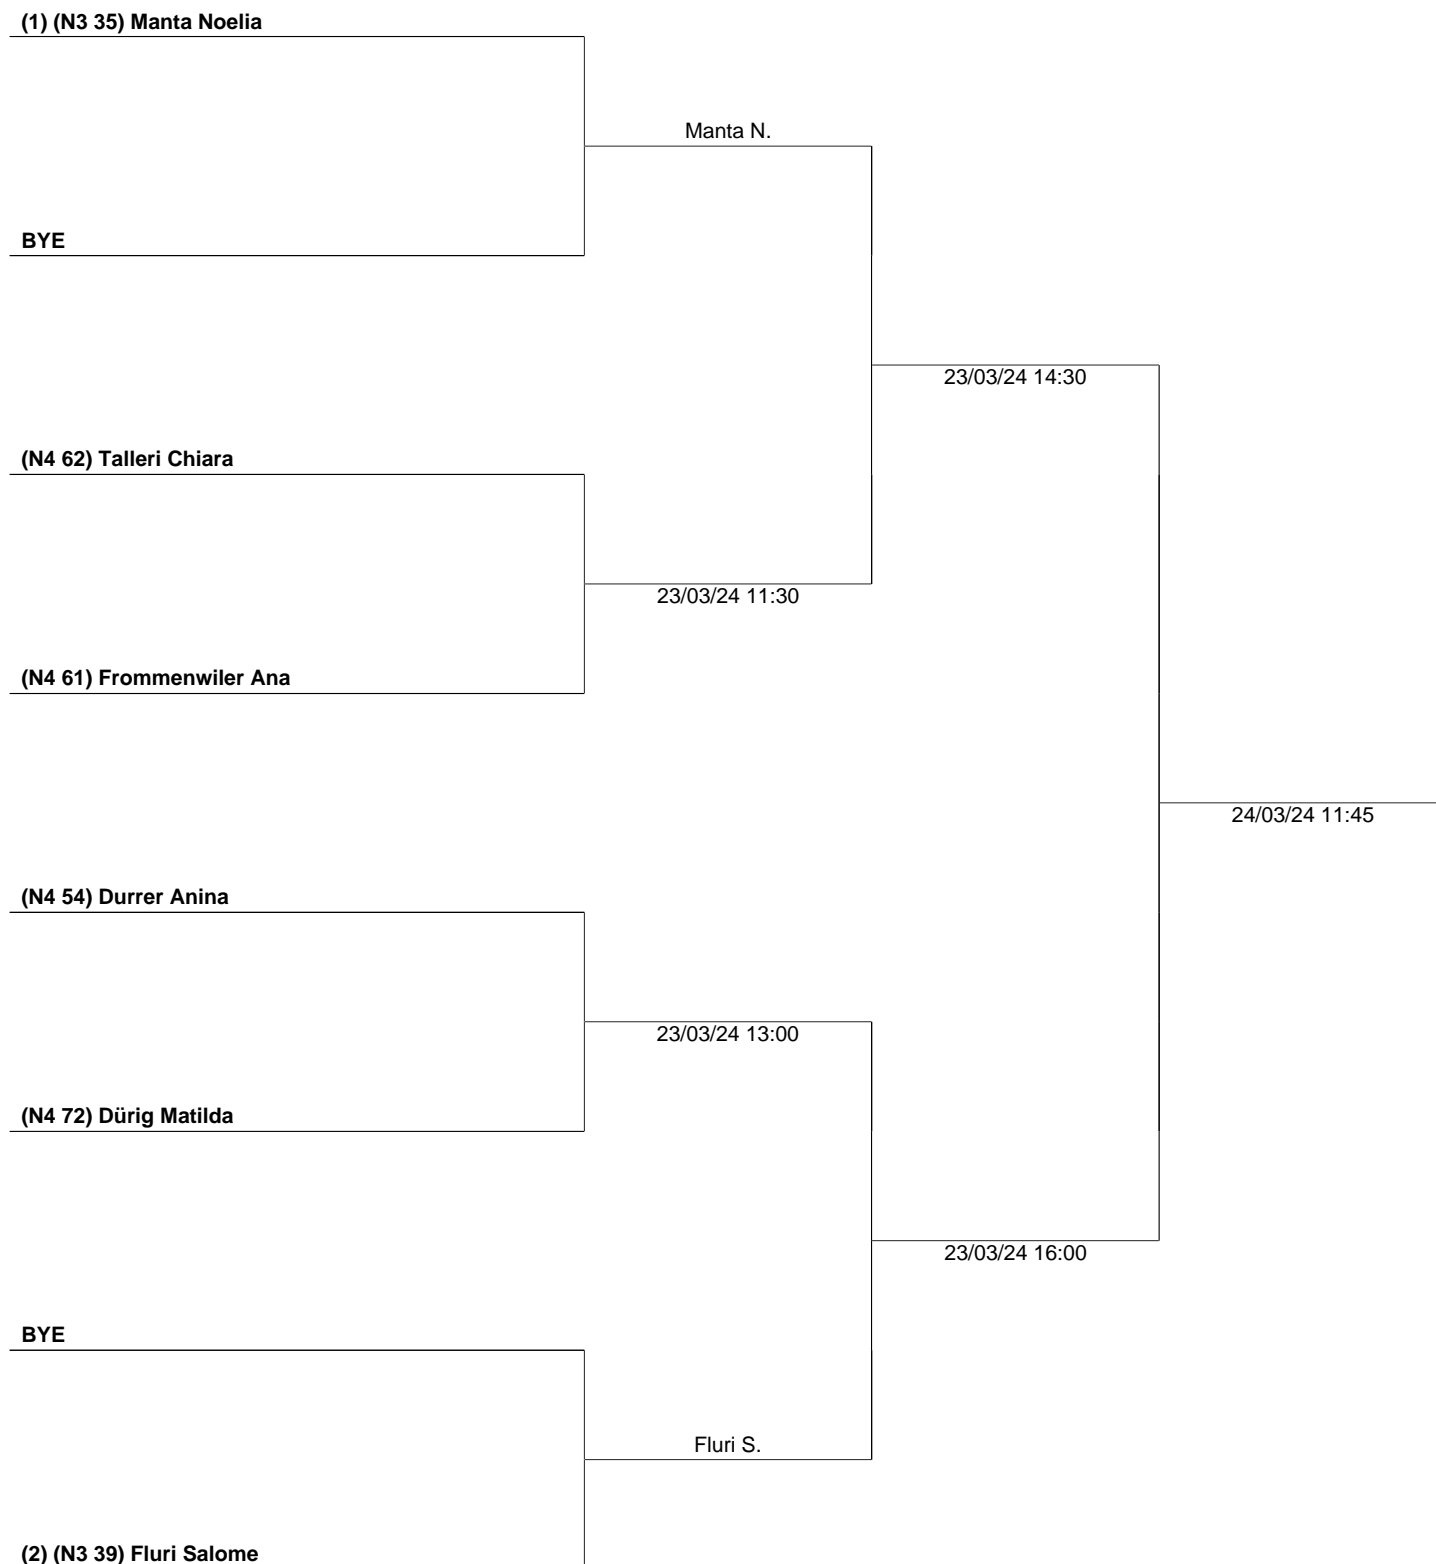 (1) (N3 35) Manta Noelia
Manta N.
BYE
23/03/24 14:30
(N4 62) Talleri Chiara
23/03/24 11:30
(N4 61) Frommenwiler Ana
24/03/24 11:45
(N4 54) Durrer Anina
23/03/24 13:00
(N4 72) Dürig Matilda
23/03/24 16:00
BYE
Fluri S.
(2) (N3 39) Fluri Salome